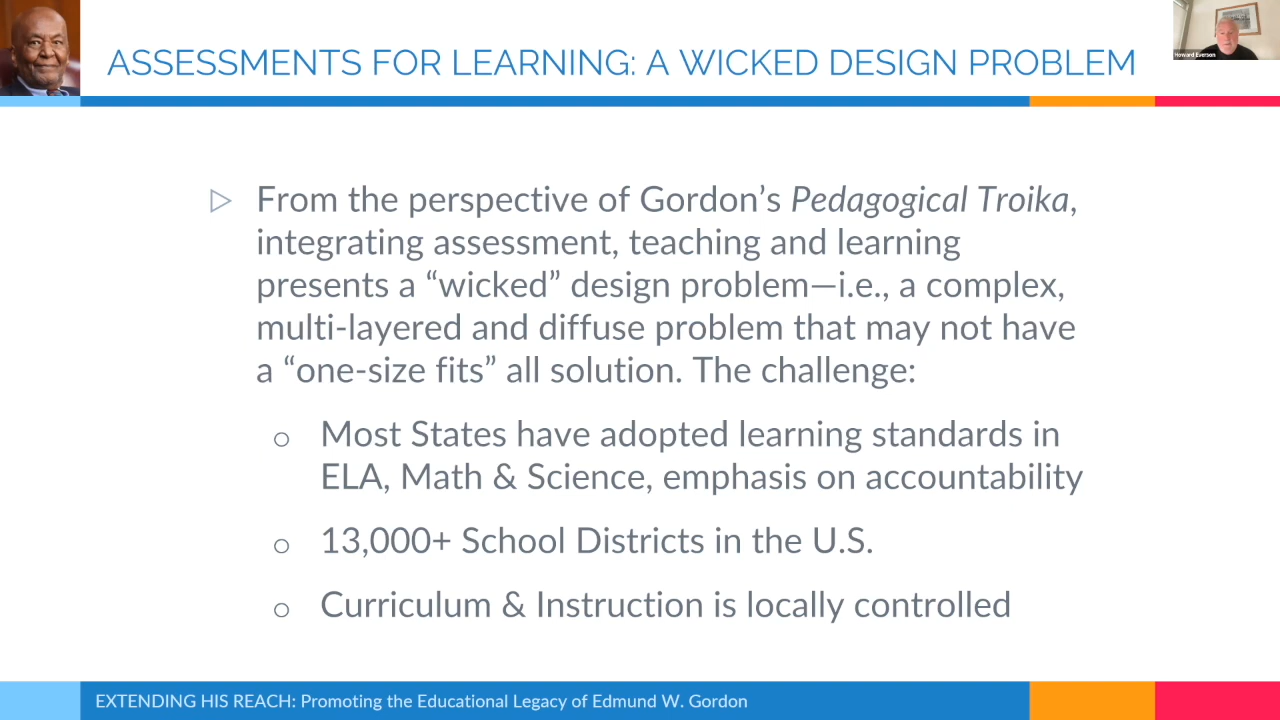 ASSESSMENTS FOR LEARNING: A WICKED DESIGN PROBLEM
Howard Everson
▷ From the perspective of Gordon’s Pedagogical Troika,
integrating assessment, teaching and learning
presents a “wicked” design problem—i.e., a complex,
multi-layered and diffuse problem that may not have
a “one-size fits” all solution. The challenge:
o Most States have adopted learning standards in
ELA, Math & Science, emphasis on accountability
o 13,000+ School Districts in the U.S.
o Curriculum & Instruction is locally controlled
EXTENDING HIS REACH: Promoting the Educational Legacy of Edmund W. Gordon